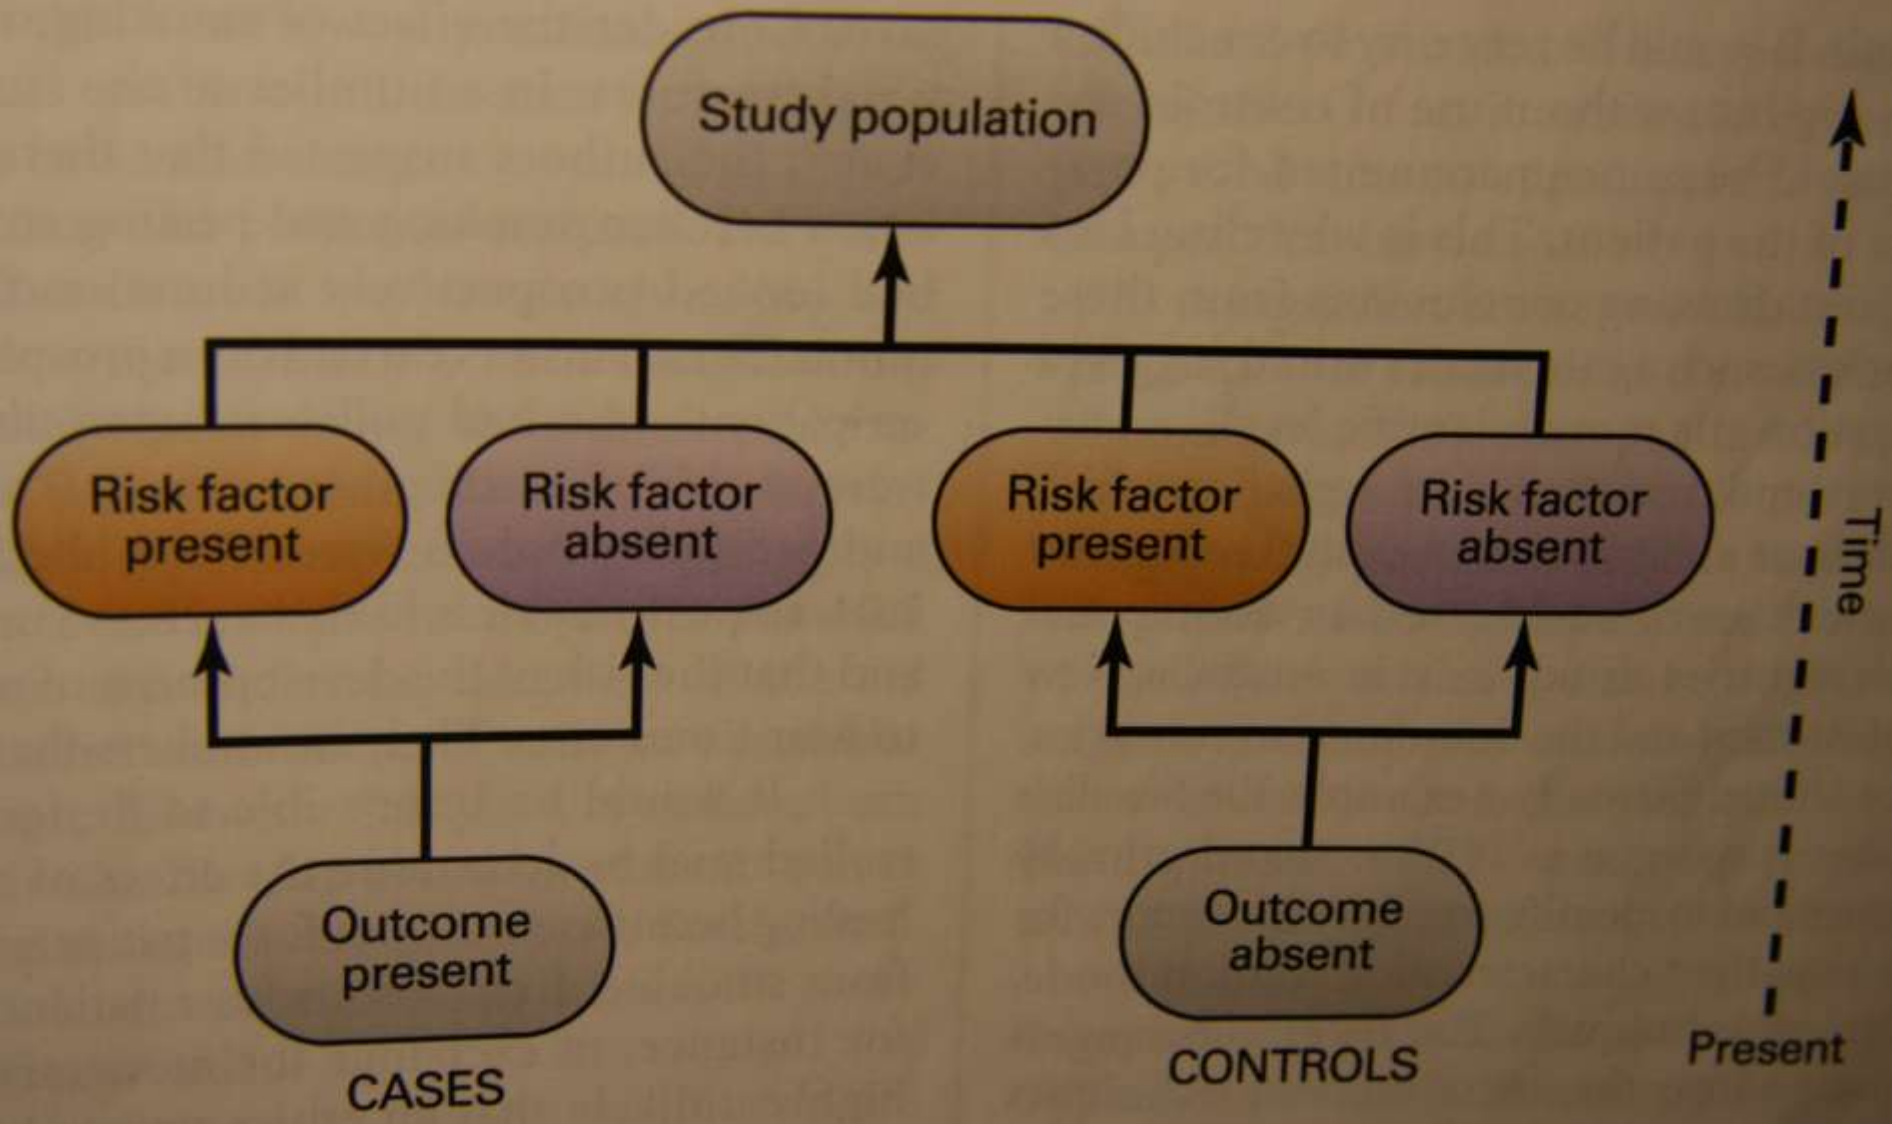 Study population
Risk factor
present
Risk factor
absent
Risk factor
present
Risk factor
absent
Time
Outcome
present
Outcome
absent
Present
CASES
CONTROLS